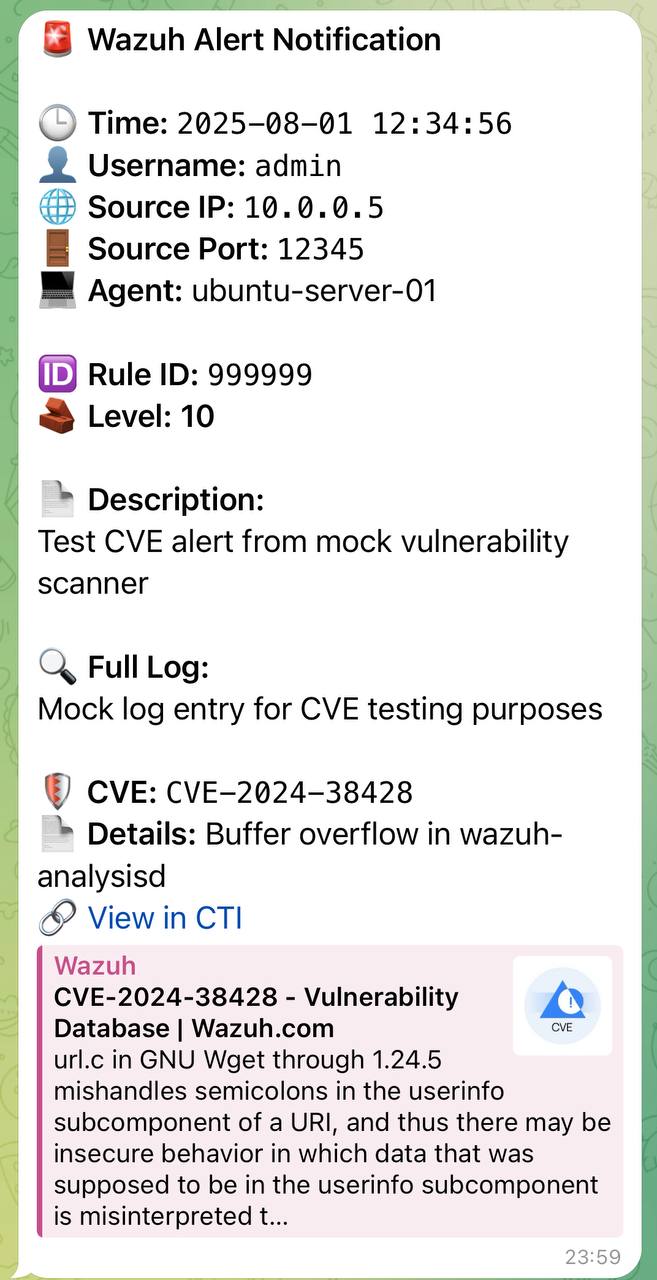 Wazuh Alert Notification
Time: 2025-08-01 12:34:56
Username: admin
Source IP: 10.0.0.5
Source Port: 12345
Agent: ubuntu-server-01
ID Rule ID: 999999
Level: 10
Description:
Test CVE alert from mock vulnerability
scanner
Full Log:
Mock log entry for CVE testing purposes
CVE: CVE-2024-38428
Details: Buffer overflow in wazuh-
analysisd
View in CTI
Wazuh
CVE-2024-38428 - Vulnerability
Database | Wazuh.com
CVE
url.c in GNU Wget through 1.24.5
mishandles semicolons in the userinfo
subcomponent of a URI, and thus there may be
insecure behavior in which data that was
supposed to be in the userinfo subcomponent
is misinterpreted t...
23:59